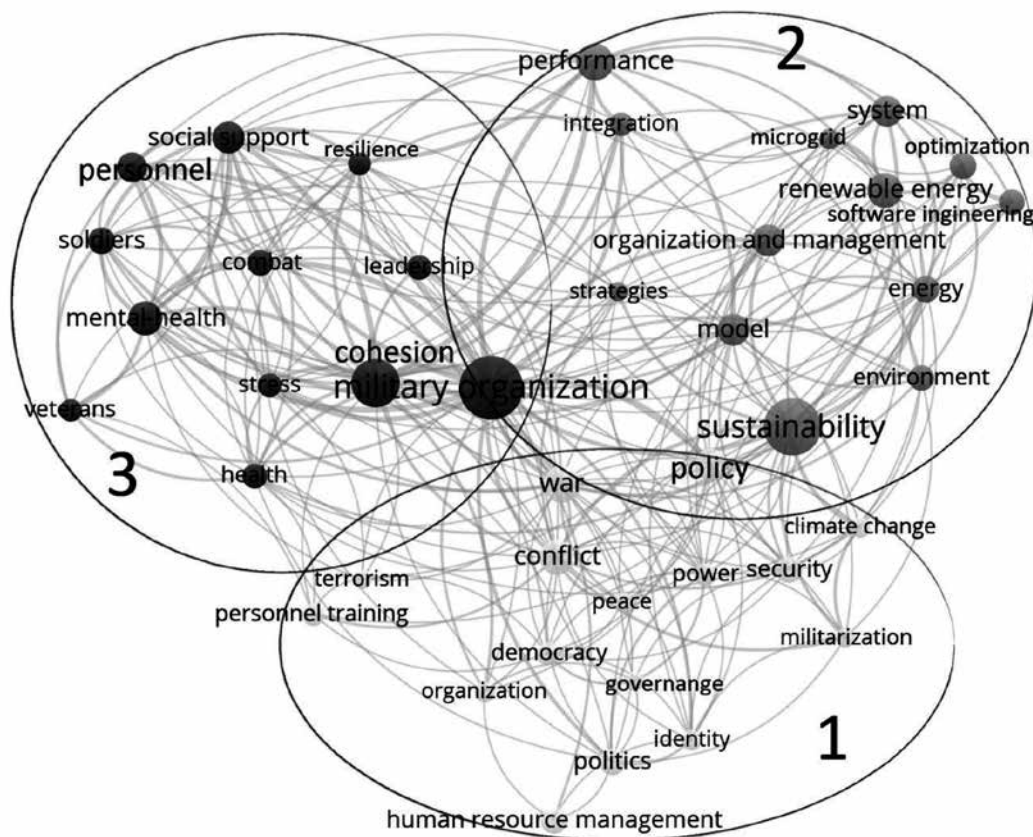 performance
2
system
integration
microgrid
optimization
social support
resilience
3
personnel
renewable energy
software ingineering
soldiers
combat
leadership
organization and management
strategies
energy
mental-health
model
cohesion
military organization
stress
environment
veterans
sustainability
policy
health
war
climate change
conflict
power
security
terrorism
personnel training
peace
militarization
democracy
organization
governange
identity
1
politics
human resource management